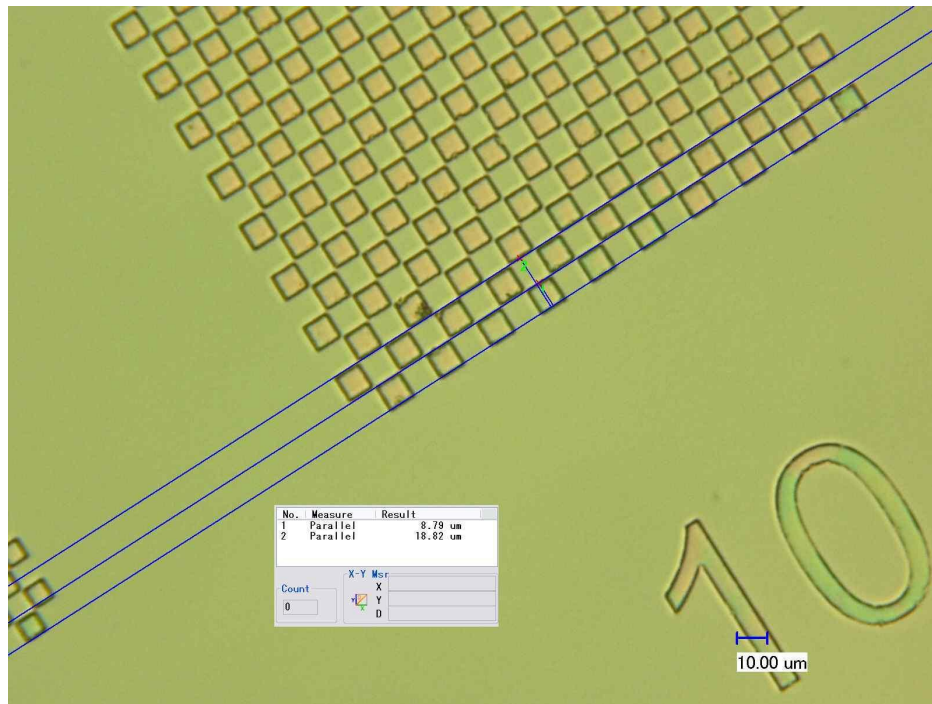 No. Measure Result
1 Parallel 8.79 um
2 Parallel 18.82 um
X-Y Msr
Count
0
X
Y
D
10
10.00 um